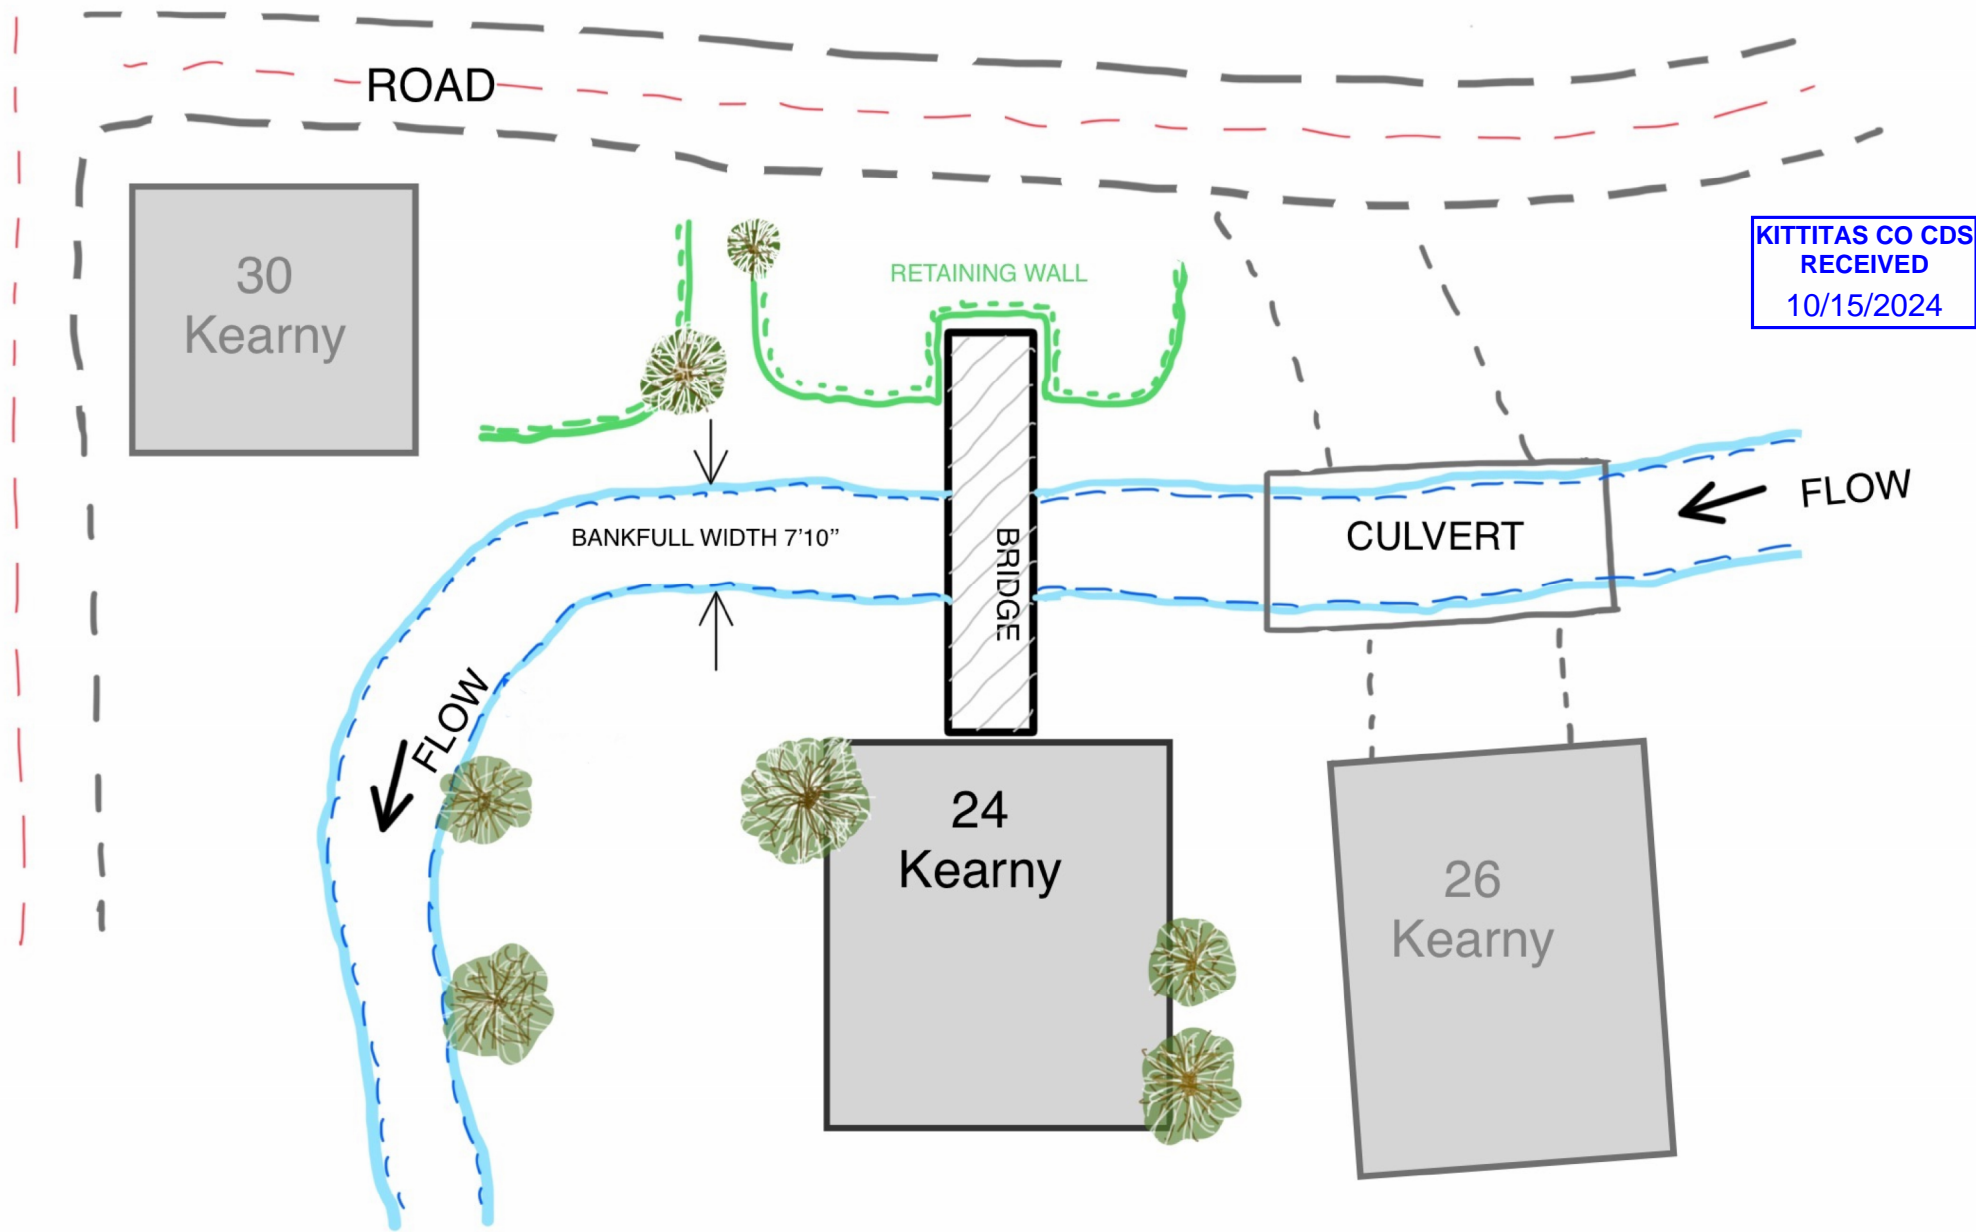 ROAD
KITTITAS CO CDS
RECEIVED
10/15/2024
30
Kearny
RETAINING WALL
FLOW
BANKFULL WIDTH 7'10”
BRIDGE
CULVERT
FLOW
24
Kearny
26
Kearny